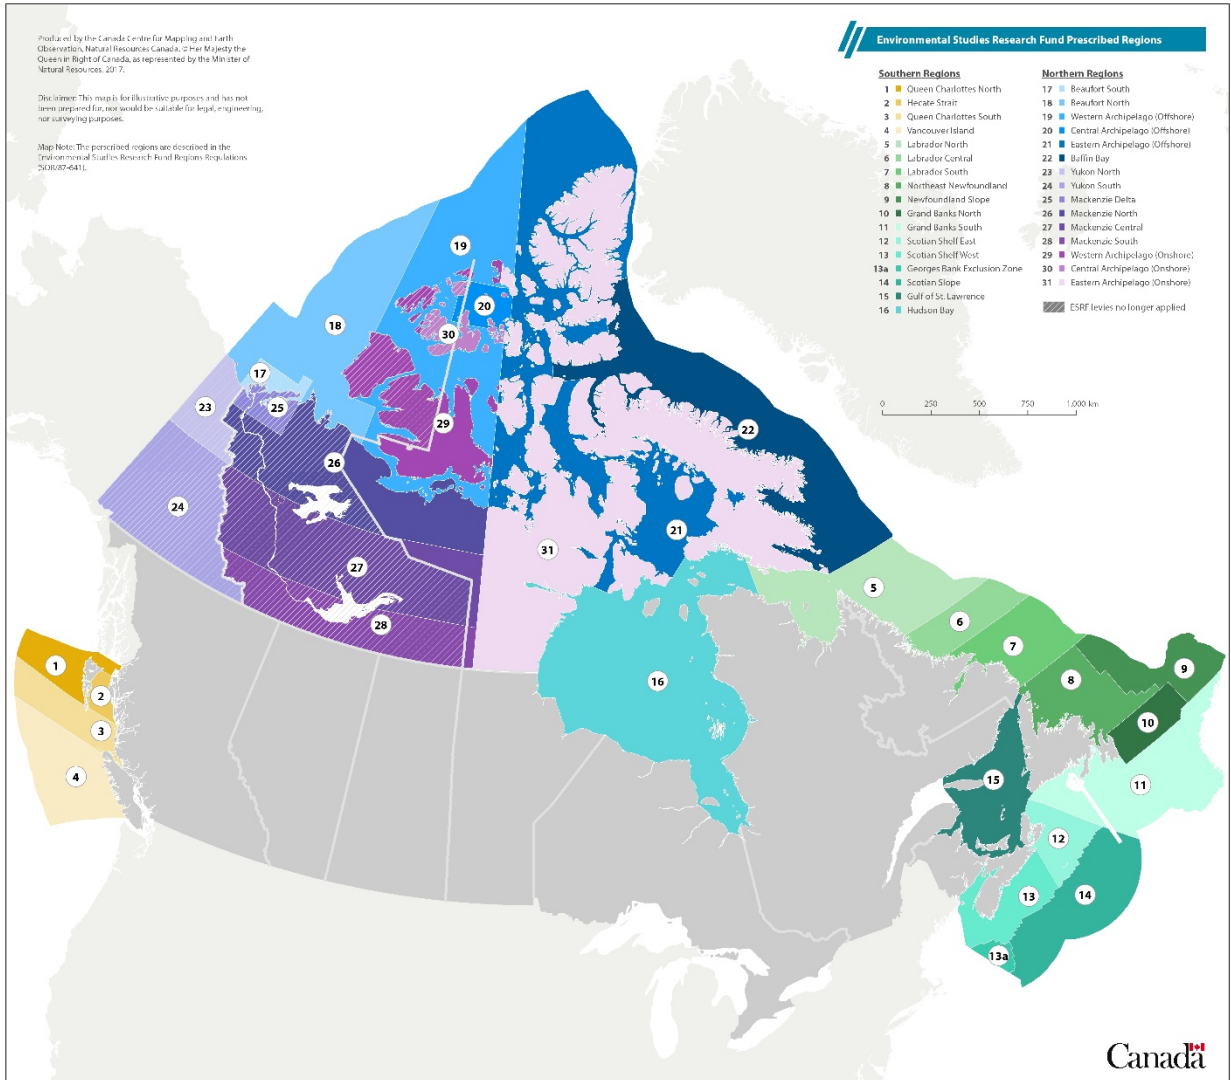 Produced by the Canada Centre for Mapping and Earth
Observation, Natural Resources Canada. © Her Majesty the
Queen in Right of Canada, as represented by the Minister of
Natural Resources, 2017.
Disclaimer: This map is for illustrative purposes and has not
been prepared for, nor would be suitable for legal, engineering,
nor surveying purposes.
Map Note: The perscribed regions are described in the
Environmental Studies Research Fund Regions Regulations
(SOR/87-641).
Environmental Studies Research Fund Prescribed Regions
Southern Regions
1 Queen Charlottes North
2 Hecate Strait
3 Queen Charlottes South
4 Vancouver Island
5 Labrador North
6 Labrador Central
7 Labrador South
8 Northeast Newfoundland
9 Newfoundland Slope
10 Grand Banks North
11 Grand Banks South
12 Scotian Shelf East
13 Scotian Shelf West
13a Georges Bank Exclusion Zone
14 Scotian Slope
15 Gulf of St. Lawrence
16 Hudson Bay
Northern Regions
17 Beaufort South
18 Beaufort North
19 Western Archipelago (Offshore)
20 Central Archipelago (Offshore)
21 Eastern Archipelago (Offshore)
22 Baffin Bay
23 Yukon North
24 Yukon South
25 Mackenzie Delta
26 Mackenzie North
27 Mackenzie Central
28 Mackenzie South
29 Western Archipelago (Onshore)
30 Central Archipelago (Onshore)
31 Eastern Archipelago (Onshore)
ESRF levies no longer applied
0 250 500 750 1,000 km
19
20
18
30
17
23
25
29
22
26
24
21
31
27
5
28
6
7
1
9
16
8
2
10
3
4
15
11
12
14
13
13a
Canada